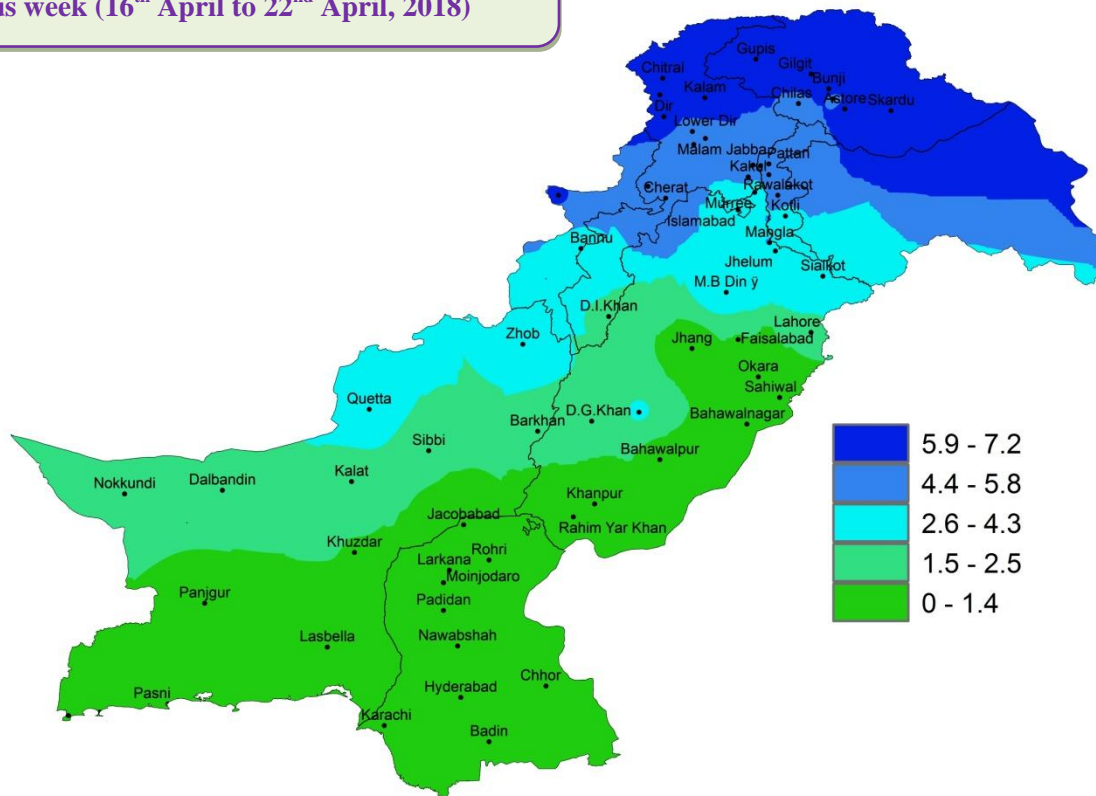 us week (16th April to 22nd April, 2018)
Gupis
Gilgit
Chitral
Bunji
Kalam
Chilas
Astore
Skardu
Dir
Lower Dir
Malam Jabbar
Pattan
Kakul
Cherat
Rawalakot
Murree
Kotli
Islamabad
Bannu
Mangla
Jhelum
Sialkot
M.B Din ÿ
D.I.Khan
Lahore
Zhob
Jhang
Faisalabad
Okara
Sahiwal
Quetta
D.G.Khan
Bahawalnagar
Barkhan
Sibbi
Bahawalpur
Kalat
Nokkundi
Dalbandin
Khanpur
Jacobabad
Rahim Yar Khan
Khuzdar
Rohri
Larkana
Moinjodaro
Panjgur
Padidan
Lasbella
Nawabshah
Chhor
Pasni
Hyderabad
Karachi
Badin
5.9 - 7.2
4.4 - 5.8
2.6 - 4.3
1.5 - 2.5
0 - 1.4